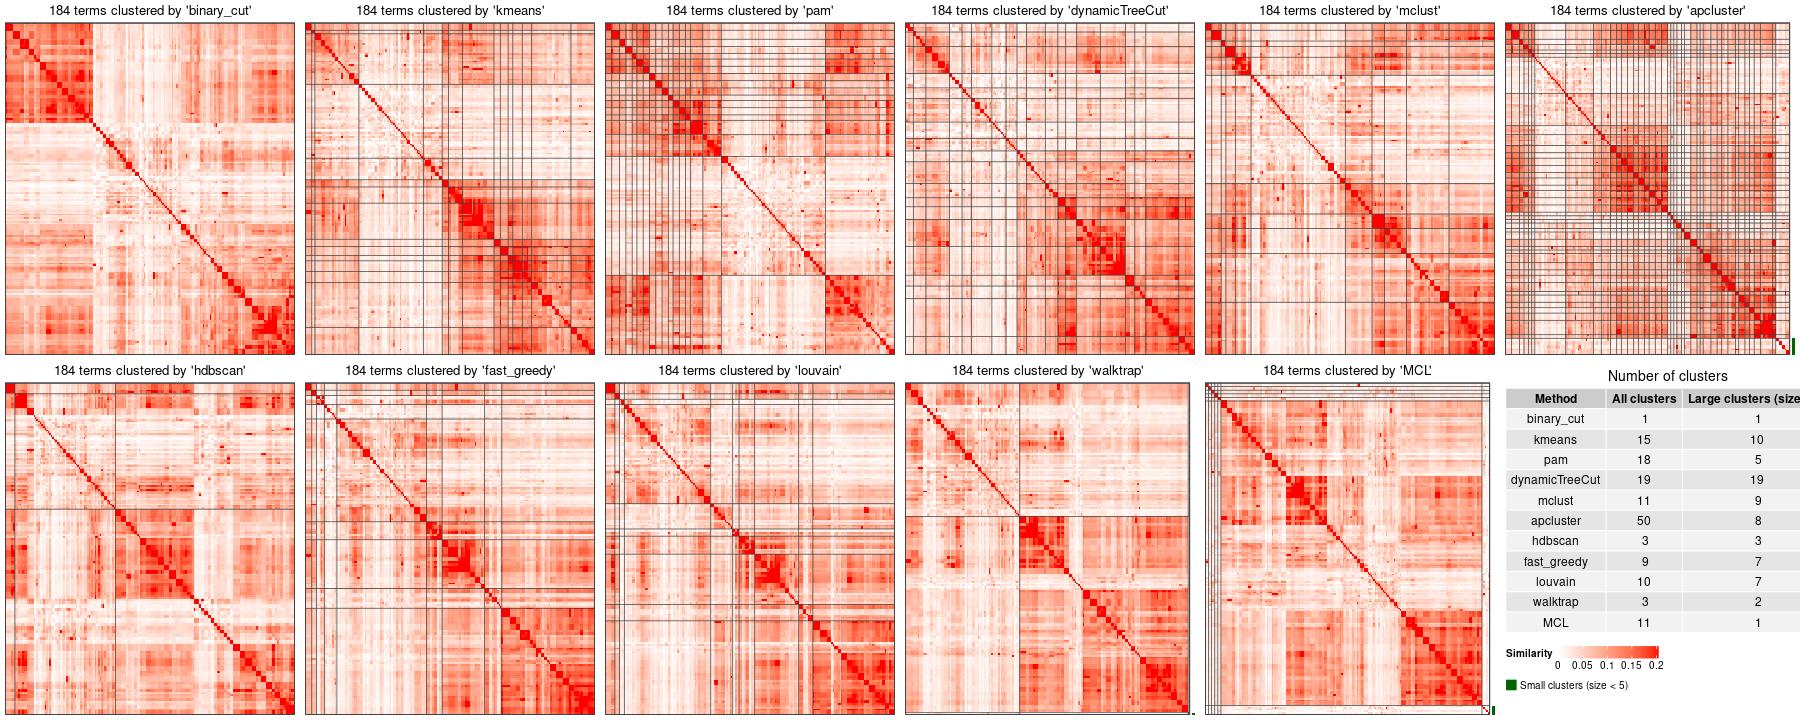 184 terms clustered by 'binary_cut'
184 terms clustered by 'kmeans'
184 terms clustered by 'pam'
184 terms clustered by 'dynamicTreeCut'
184 terms clustered by 'mclust'
184 terms clustered by 'apcluster'
184 terms clustered by 'hdbscan'
184 terms clustered by 'fast_greedy'
184 terms clustered by 'louvain'
184 terms clustered by 'walktrap'
184 terms clustered by 'MCL'
Number of clusters
Method All clusters Large clusters (size
binary_cut 1 1
kmeans 15 10
pam 18 5
dynamicTreeCut 19 19
mclust 11 9
apcluster 50 8
hdbscan 3 3
fast_greedy 9 7
louvain 10 7
walktrap 3 2
MCL 11 1
Similarity
0 0.05 0.1 0.15 0.2
Small clusters (size < 5)